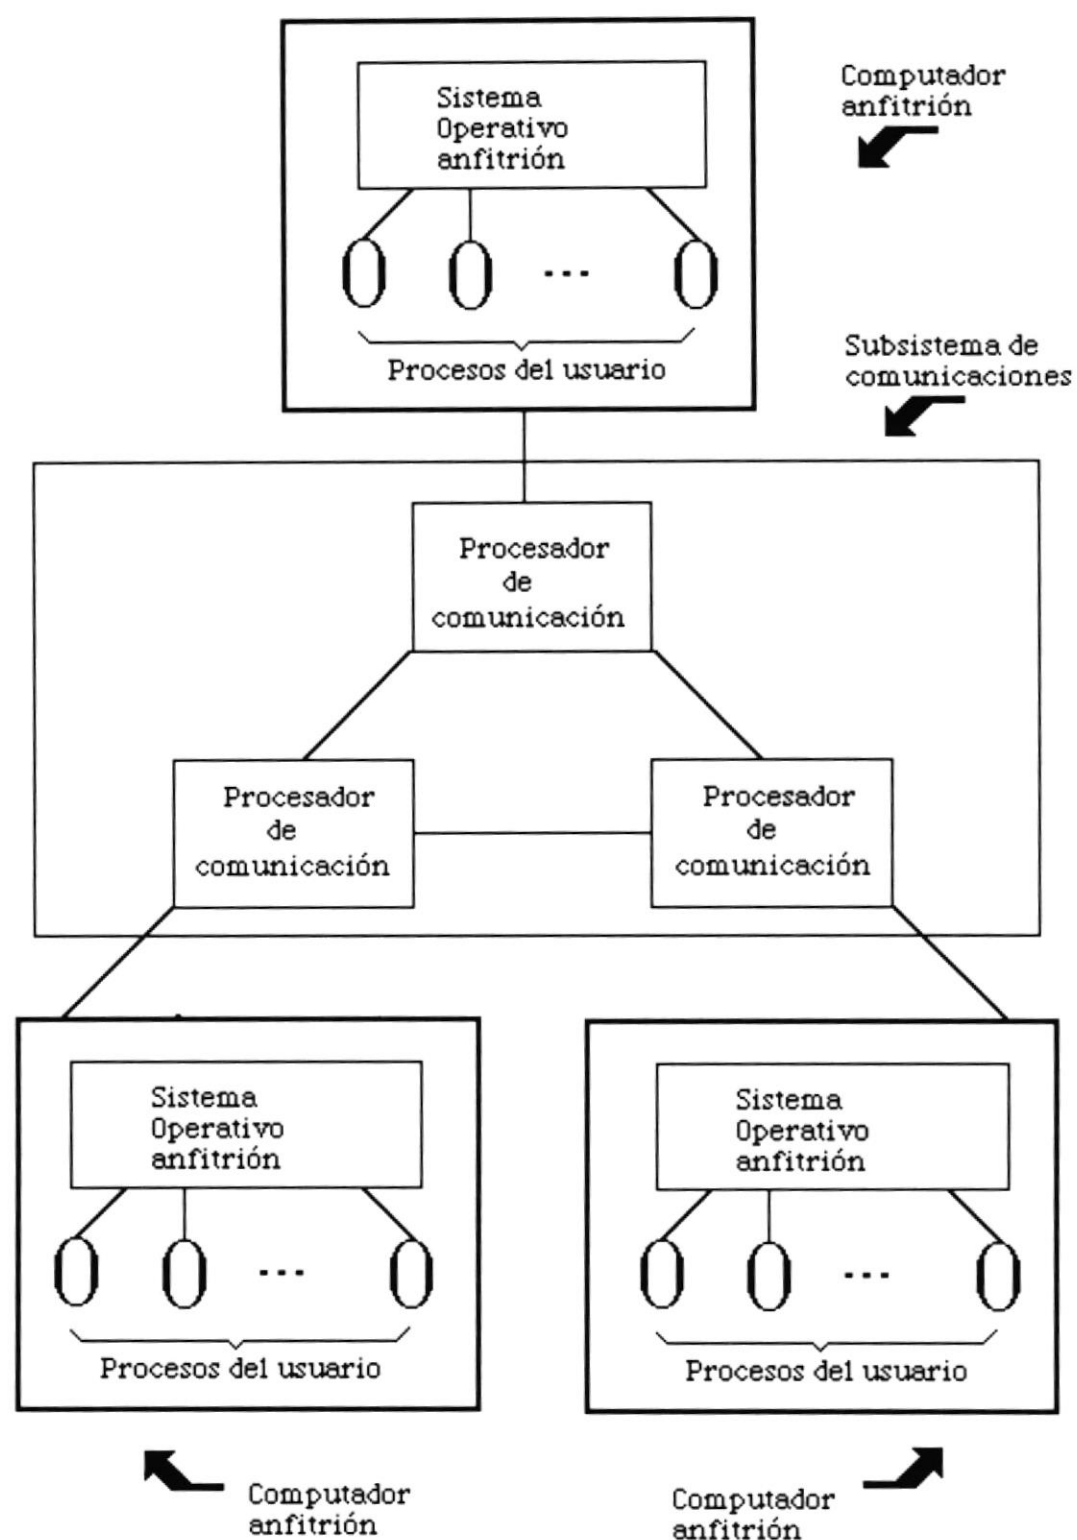 Computador
anfitrión
Sistema
Operativo
anfitrión
...
Procesos del usuario
Subsistema de
comunicaciones
Procesador
de
comunicación
Procesador
de
comunicación
Procesador
de
comunicación
Sistema
Operativo
anfitrión
...
Procesos del usuario
Sistema
Operativo
anfitrión
...
Procesos del usuario
Computador
anfitrión
Computador
anfitrión